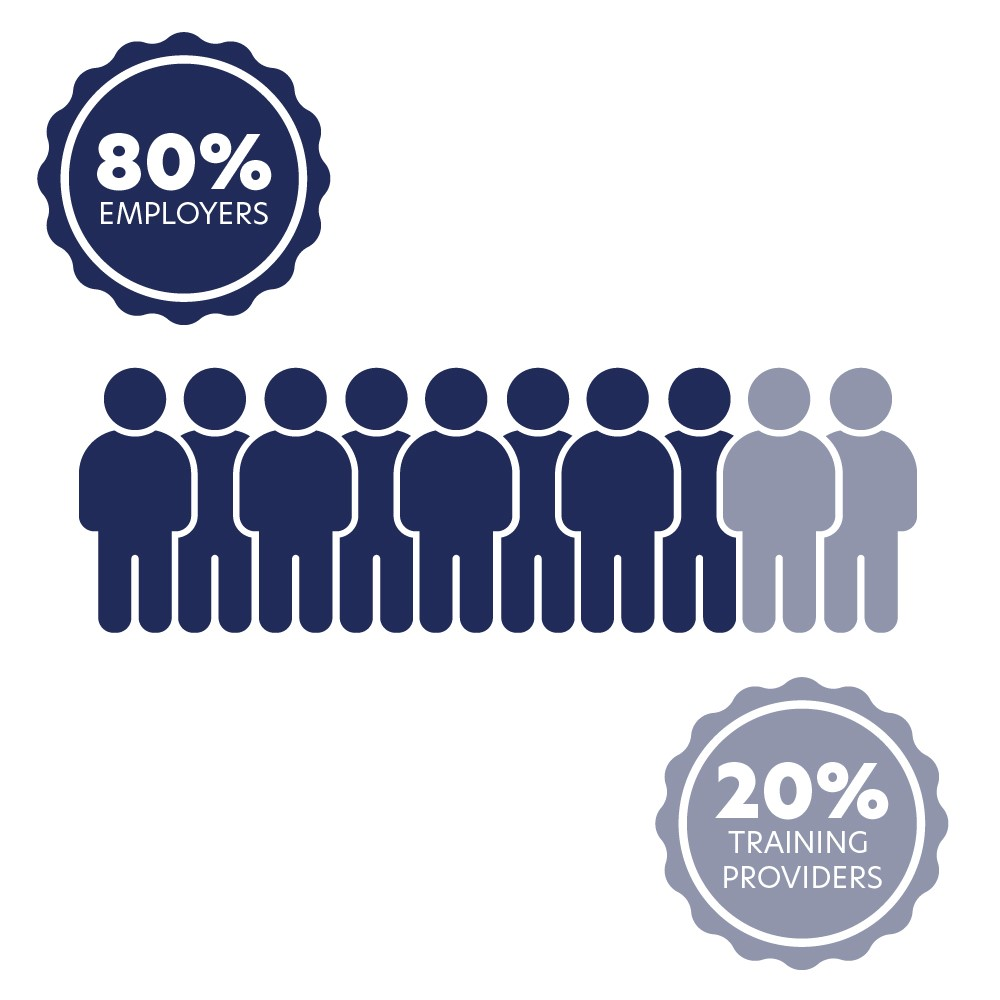 80%
EMPLOYERS
20%
TRAINING
PROVIDERS